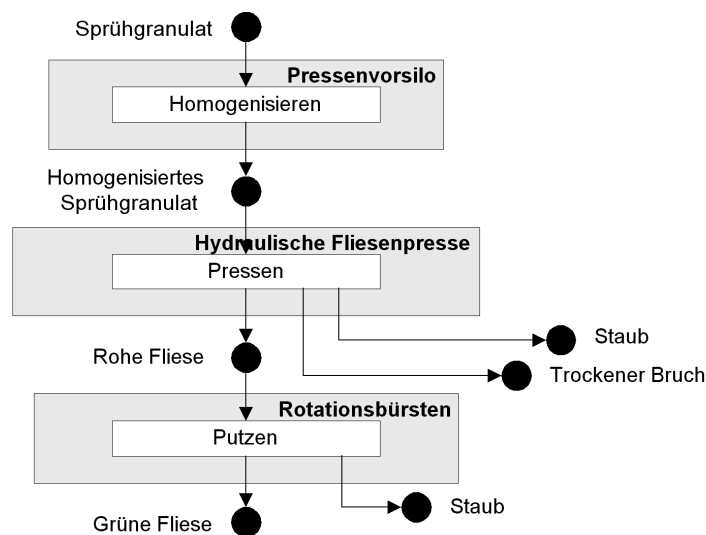 Sprühgranulat
Pressenvorsilo
Homogenisieren
Homogenisiertes
Sprühgranulat
Hydraulische Fliesenpresse
Pressen
Staub
Rohe Fliese
Trockener Bruch
Rotationsbürsten
Putzen
Staub
Grüne Fliese